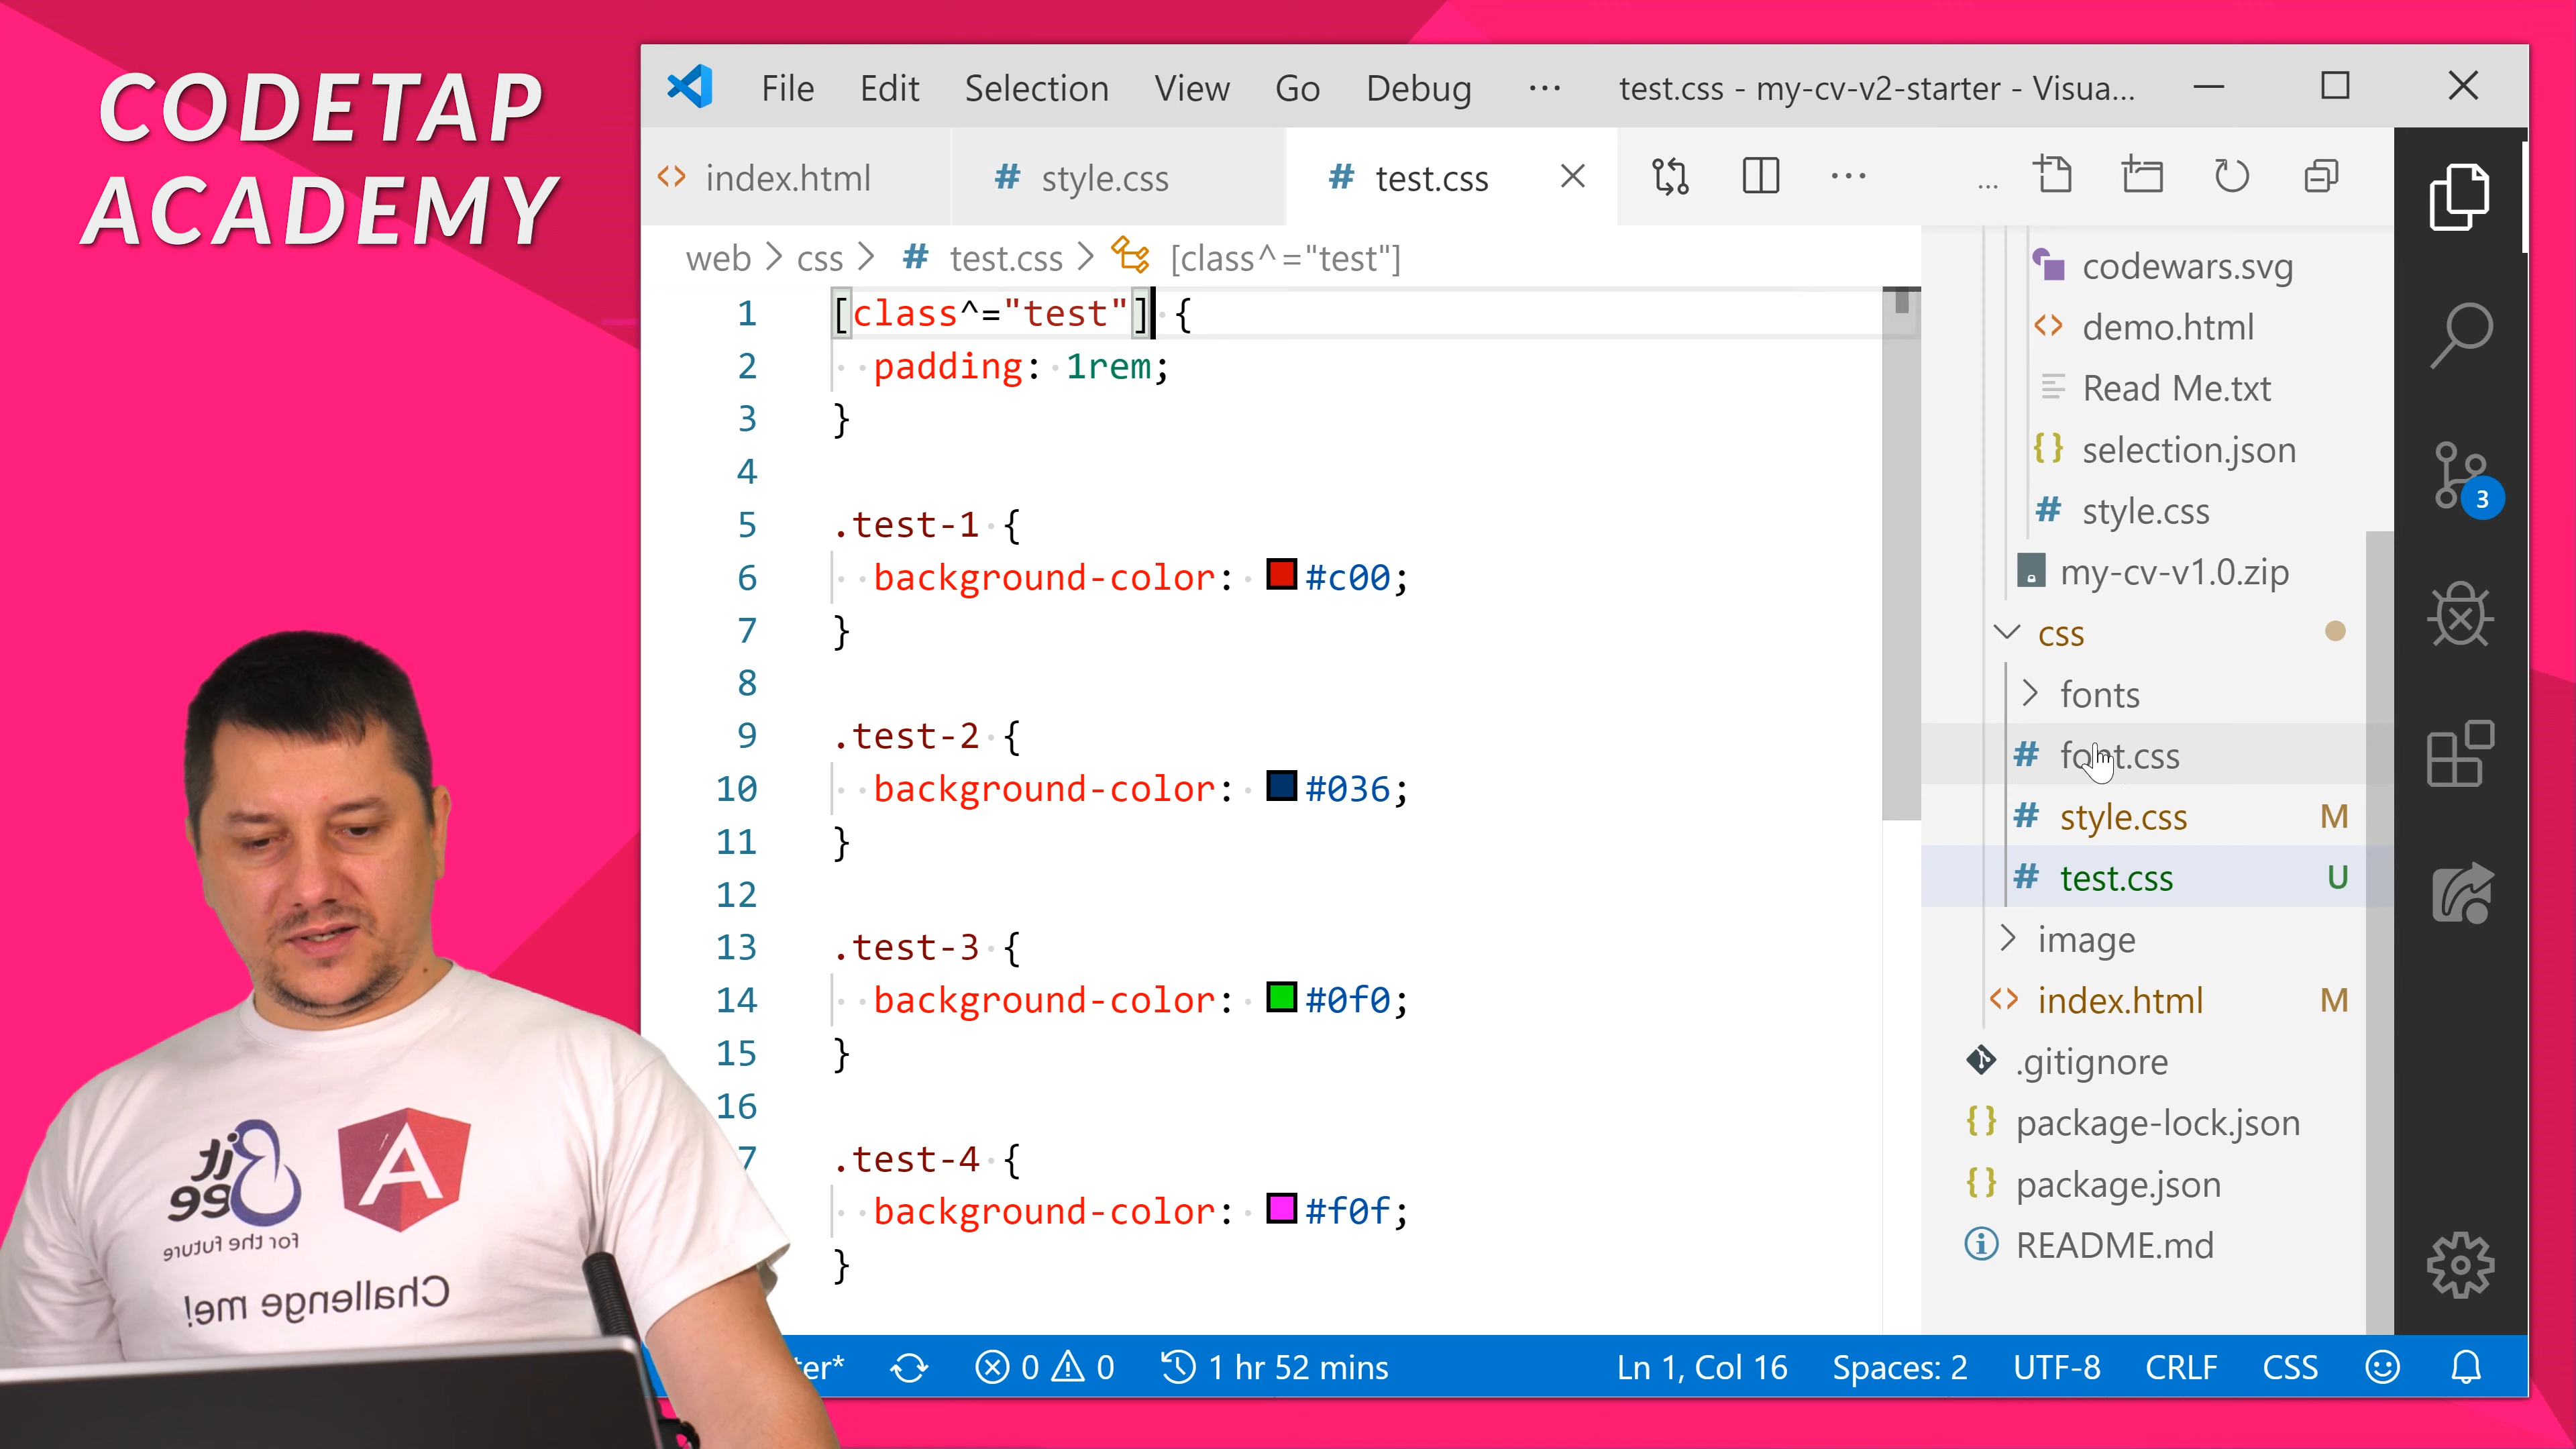 CODETAP
ACADEMY
File Edit Selection View Go Debug ··· test.css - my-cv-v2-starter - Visua...
index.html
style.css
test.css
web > css > # test.css > [class^="test"]
1 [class^="test"] {
2 padding: 1rem;
3 }
4
5 .test-1 {
6 background-color: #c00;
7 }
8
9 .test-2 {
10 background-color: #036;
11 }
12
13 .test-3 {
14 background-color: #0f0;
15 }
16
7 .test-4 {
background-color: #f0f;
}
codewars.svg
demo.html
Read Me.txt
selection.json
style.css
my-cv-v1.0.zip
css
fonts
font.css
style.css M
test.css U
image
index.html M
.gitignore
package-lock.json
package.json
README.md
3
Bit
Bee
for the future
A
Challenge me!
ter* 0 0 1 hr 52 mins Ln 1, Col 16 Spaces: 2 UTF-8 CRLF CSS